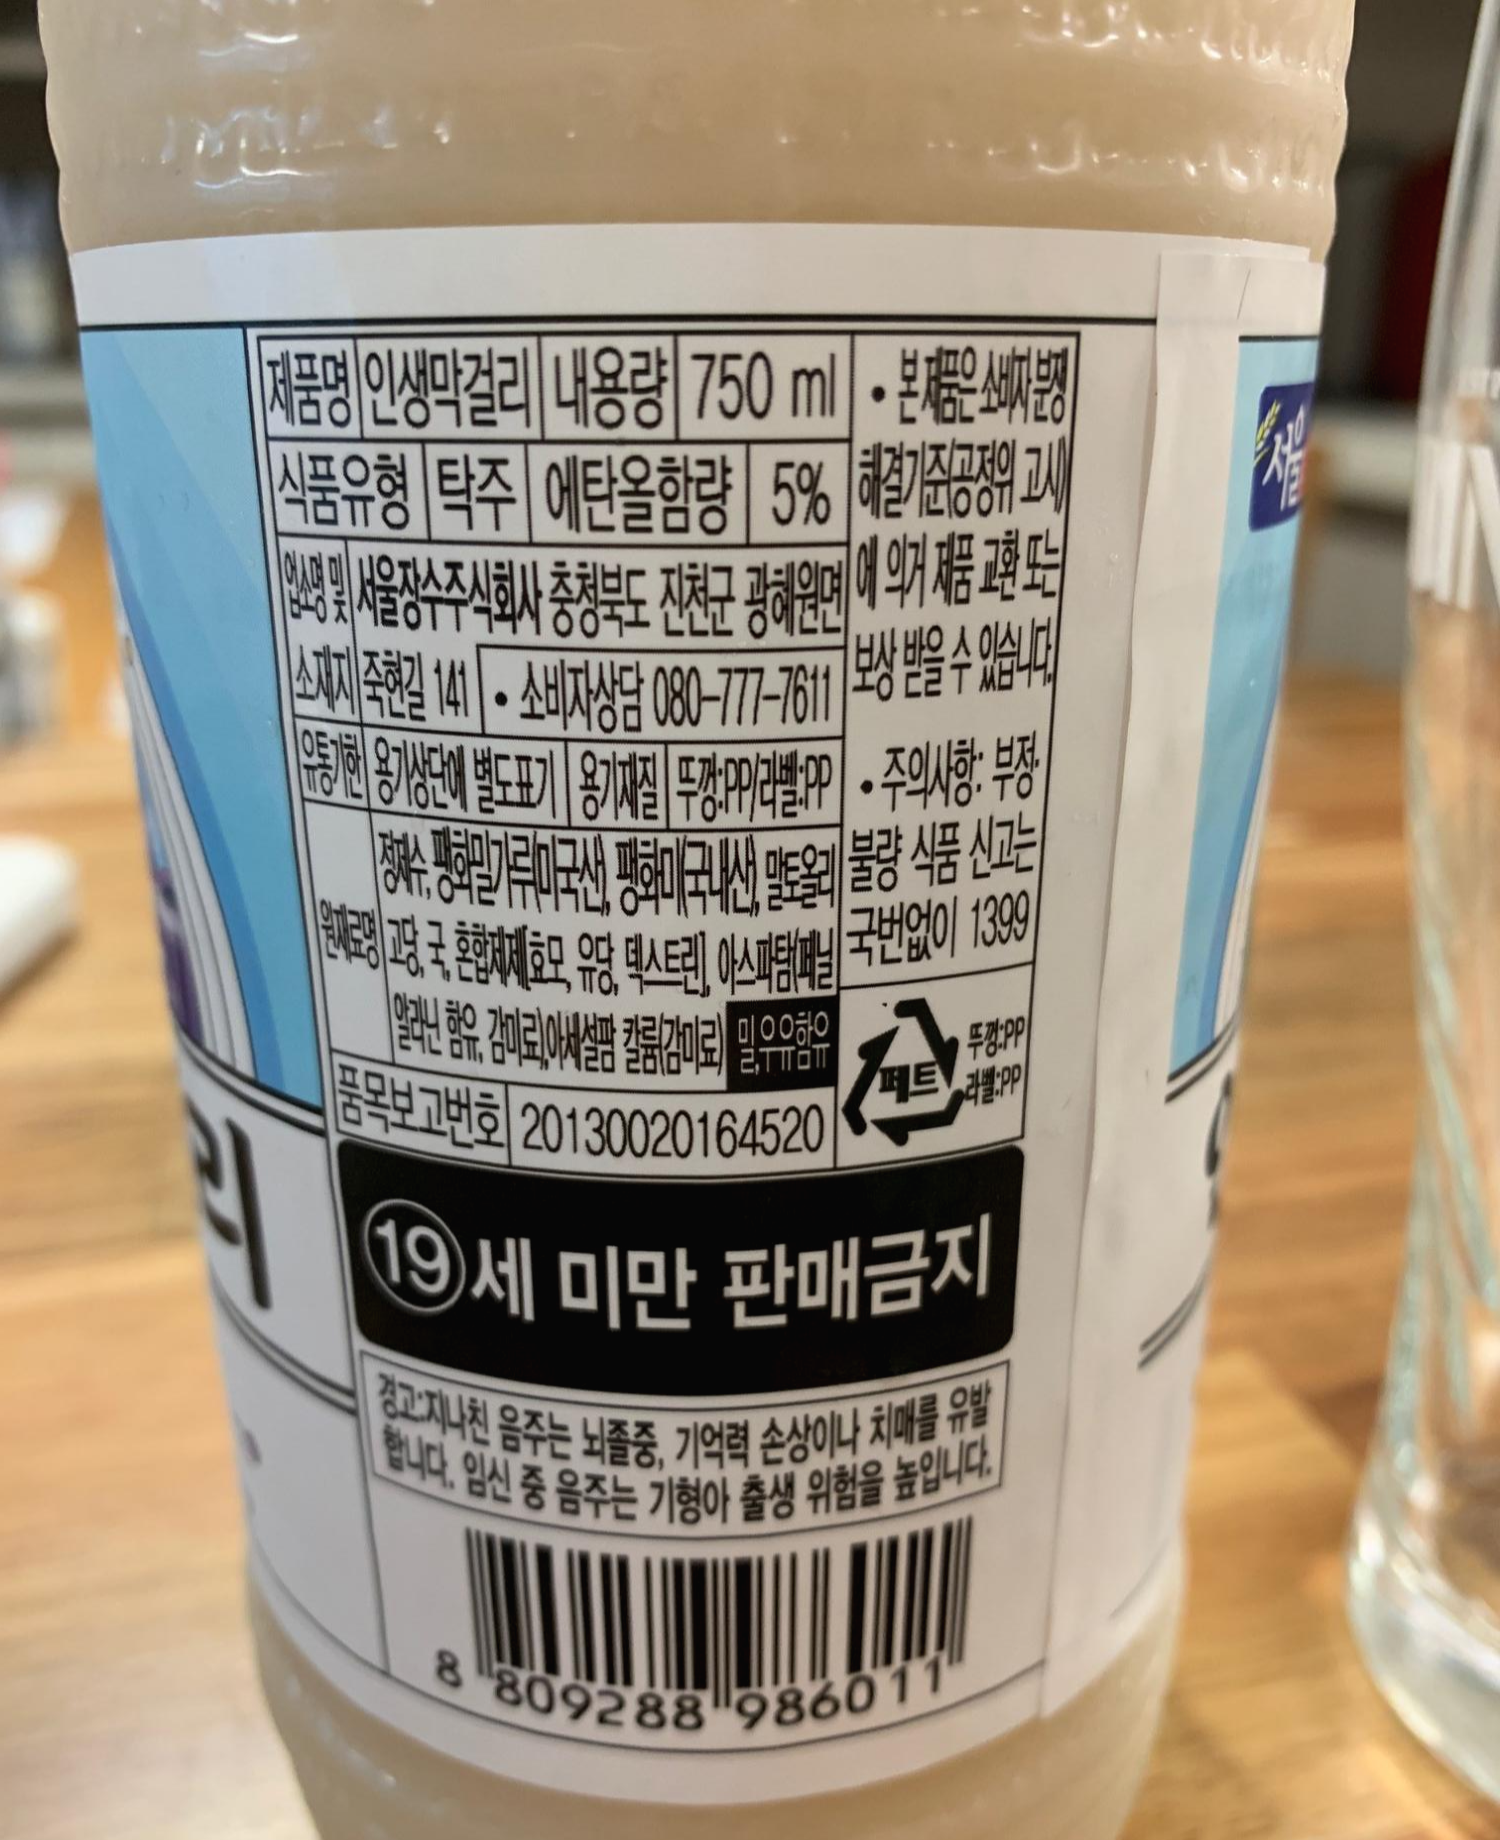 제품명 인생막걸리 내용량 750 ml
식품유형 탁주 에탄올함량 5%
업소명 및 서울장수주식회사 충청북도 진천군 광혜원면
소재지 죽현길 141 • 소비자상담 080-777-7611
유통기한 용기상단에 별도표기 용기재질 뚜껑:PP/라벨:PP
원재료명
정제수, 팽화밀가루(미국산), 팽화미(국내산), 말토올리
고당, 국, 혼합제제[효모, 유당, 덱스트린], 아스파탐(페닐
알라닌 함유, 감미료),아세설팜 칼륨(감미료) 밀,우유함유
품목보고번호 20130020164520
• 본 제품은 소비자분쟁
해결기준(공정위 고시)
에 의거 제품 교환 또는
보상 받을 수 있습니다.
• 주의사항: 부정·
불량 식품 신고는
국번없이 1399
페트
뚜껑:PP
라벨:PP
19세 미만 판매금지
경고:지나친 음주는 뇌졸중, 기억력 손상이나 치매를 유발
합니다. 임신 중 음주는 기형아 출생 위험을 높입니다.
8 809288 986011
리
서울